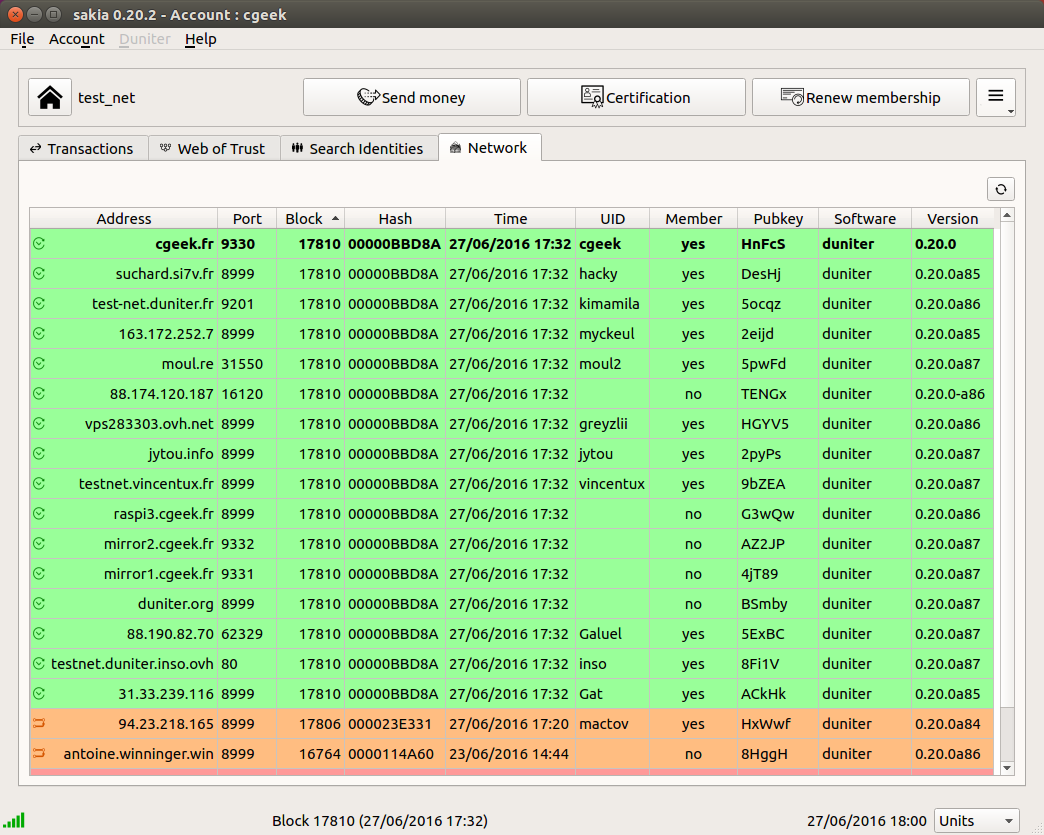 sakia 0.20.2 - Account : cgeek
File Account Duniter Help
test_net Send money Certification Renew membership
Transactions Web of Trust Search Identities Network
Address Port Block Hash Time UID Member Pubkey Software Version
cgeek.fr 9330 17810 00000BBD8A 27/06/2016 17:32 cgeek yes HnFcS duniter 0.20.0
suchard.si7v.fr 8999 17810 00000BBD8A 27/06/2016 17:32 hacky yes DesHj duniter 0.20.0a85
test-net.duniter.fr 9201 17810 00000BBD8A 27/06/2016 17:32 kimamila yes 5ocqz duniter 0.20.0a86
163.172.252.7 8999 17810 00000BBD8A 27/06/2016 17:32 myckeul yes 2eijd duniter 0.20.0a85
moul.re 31550 17810 00000BBD8A 27/06/2016 17:32 moul2 yes 5pwFd duniter 0.20.0a87
88.174.120.187 16120 17810 00000BBD8A 27/06/2016 17:32 no TENGx duniter 0.20.0-a86
vps283303.ovh.net 8999 17810 00000BBD8A 27/06/2016 17:32 greyzlii yes HGYV5 duniter 0.20.0a86
jytou.info 8999 17810 00000BBD8A 27/06/2016 17:32 jytou yes 2pyPs duniter 0.20.0a87
testnet.vincentux.fr 8999 17810 00000BBD8A 27/06/2016 17:32 vincentux yes 9bZEA duniter 0.20.0a87
raspi3.cgeek.fr 8999 17810 00000BBD8A 27/06/2016 17:32 no G3wQw duniter 0.20.0a86
mirror2.cgeek.fr 9332 17810 00000BBD8A 27/06/2016 17:32 no AZ2JP duniter 0.20.0a87
mirror1.cgeek.fr 9331 17810 00000BBD8A 27/06/2016 17:32 no 4jT89 duniter 0.20.0a87
duniter.org 8999 17810 00000BBD8A 27/06/2016 17:32 no BSmby duniter 0.20.0a87
88.190.82.70 62329 17810 00000BBD8A 27/06/2016 17:32 Galuel yes 5ExBC duniter 0.20.0a87
testnet.duniter.inso.ovh 80 17810 00000BBD8A 27/06/2016 17:32 inso yes 8Fi1V duniter 0.20.0a87
31.33.239.116 8999 17810 00000BBD8A 27/06/2016 17:32 Gat yes ACkHk duniter 0.20.0a85
94.23.218.165 8999 17806 000023E331 27/06/2016 17:20 mactov yes HxWwf duniter 0.20.0a84
antoine.winninger.win 8999 16764 0000114A60 23/06/2016 14:44 no 8HggH duniter 0.20.0a86
Block 17810 (27/06/2016 17:32) 27/06/2016 18:00 Units